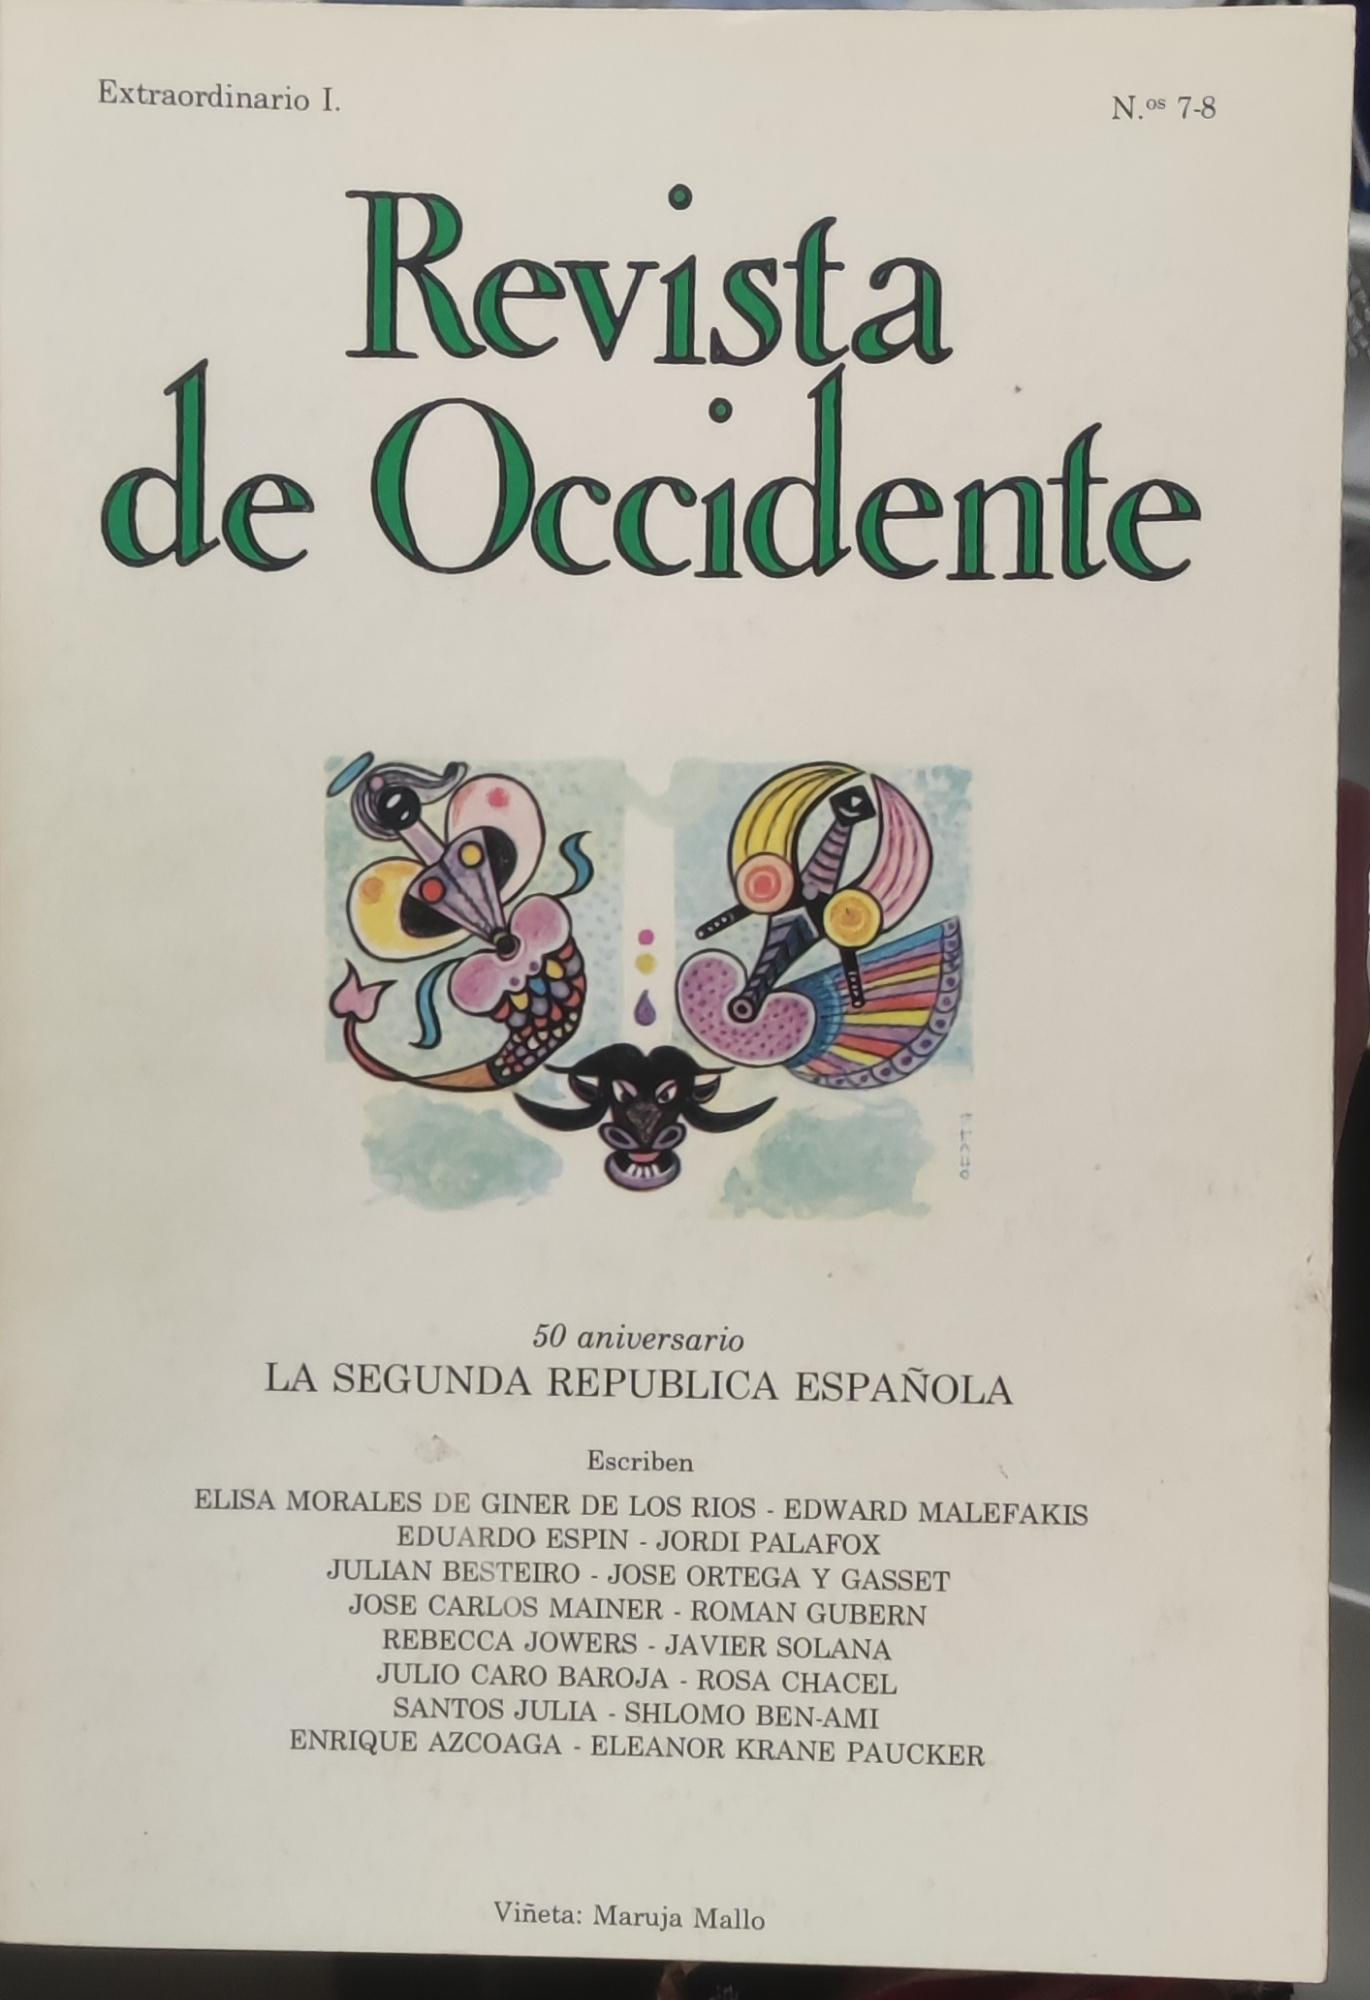 Extraordinario I.
N.os 7-8
Revista
de Occidente
50 aniversario
LA SEGUNDA REPUBLICA ESPAÑOLA
Escriben
ELISA MORALES DE GINER DE LOS RIOS - EDWARD MALEFAKIS
EDUARDO ESPIN - JORDI PALAFOX
JULIAN BESTEIRO - JOSE ORTEGA Y GASSET
JOSE CARLOS MAINER - ROMAN GUBERN
REBECCA JOWERS - JAVIER SOLANA
JULIO CARO BAROJA - ROSA CHACEL
SANTOS JULIA - SHLOMO BEN-AMI
ENRIQUE AZCOAGA - ELEANOR KRANE PAUCKER
Viñeta: Maruja Mallo